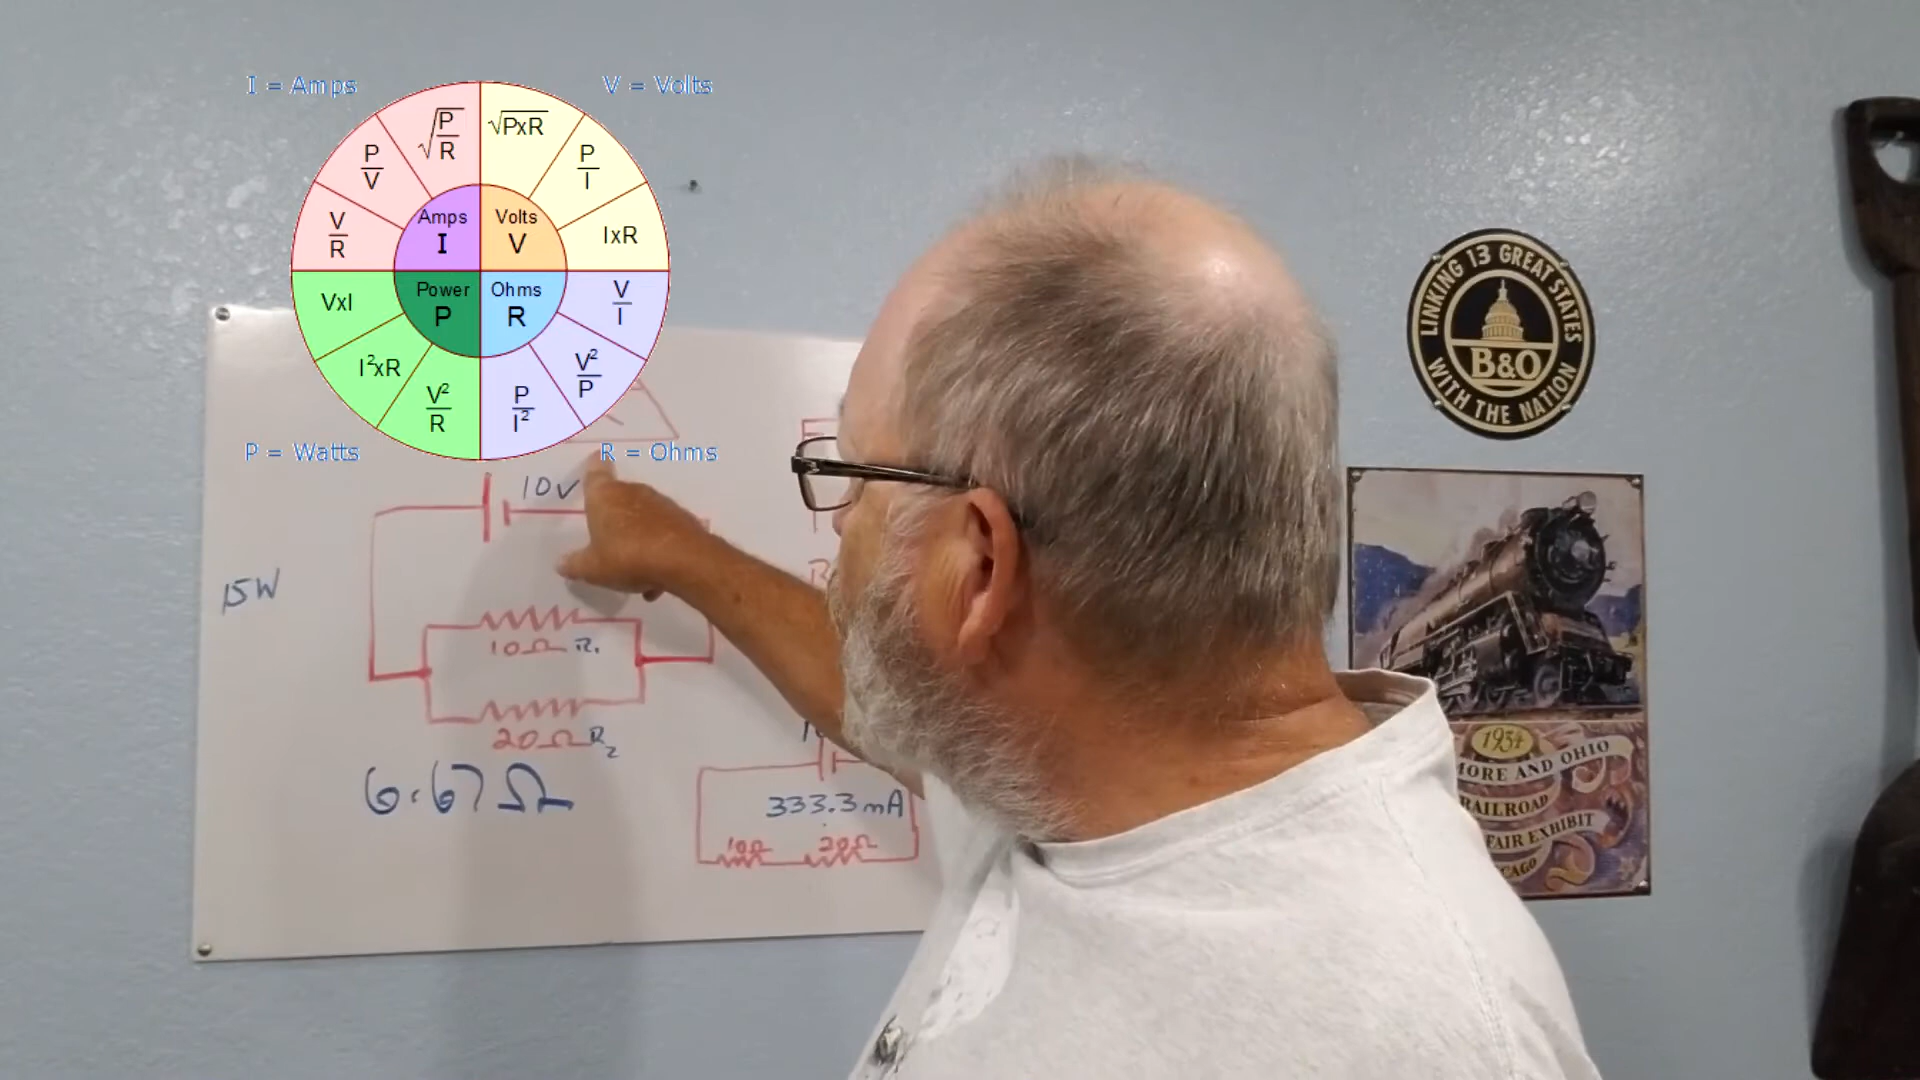 I = Amps
V = Volts
√P/R
√PxR
P/V
P/I
V/R
Amps
I
Volts
V
IxR
VxI
Power
P
Ohms
R
V/I
I²xR
V²/P
V²/R
P/I²
P = Watts
R = Ohms
10V
15W
10Ω R₁
20Ω R₂
6.67Ω
333.3mA
10Ω 20Ω
LINKING 13 GREAT STATES
B&O
WITH THE NATION
1934
MORE AND OHIO
RAILROAD
FAIR EXHIBIT
CAGO